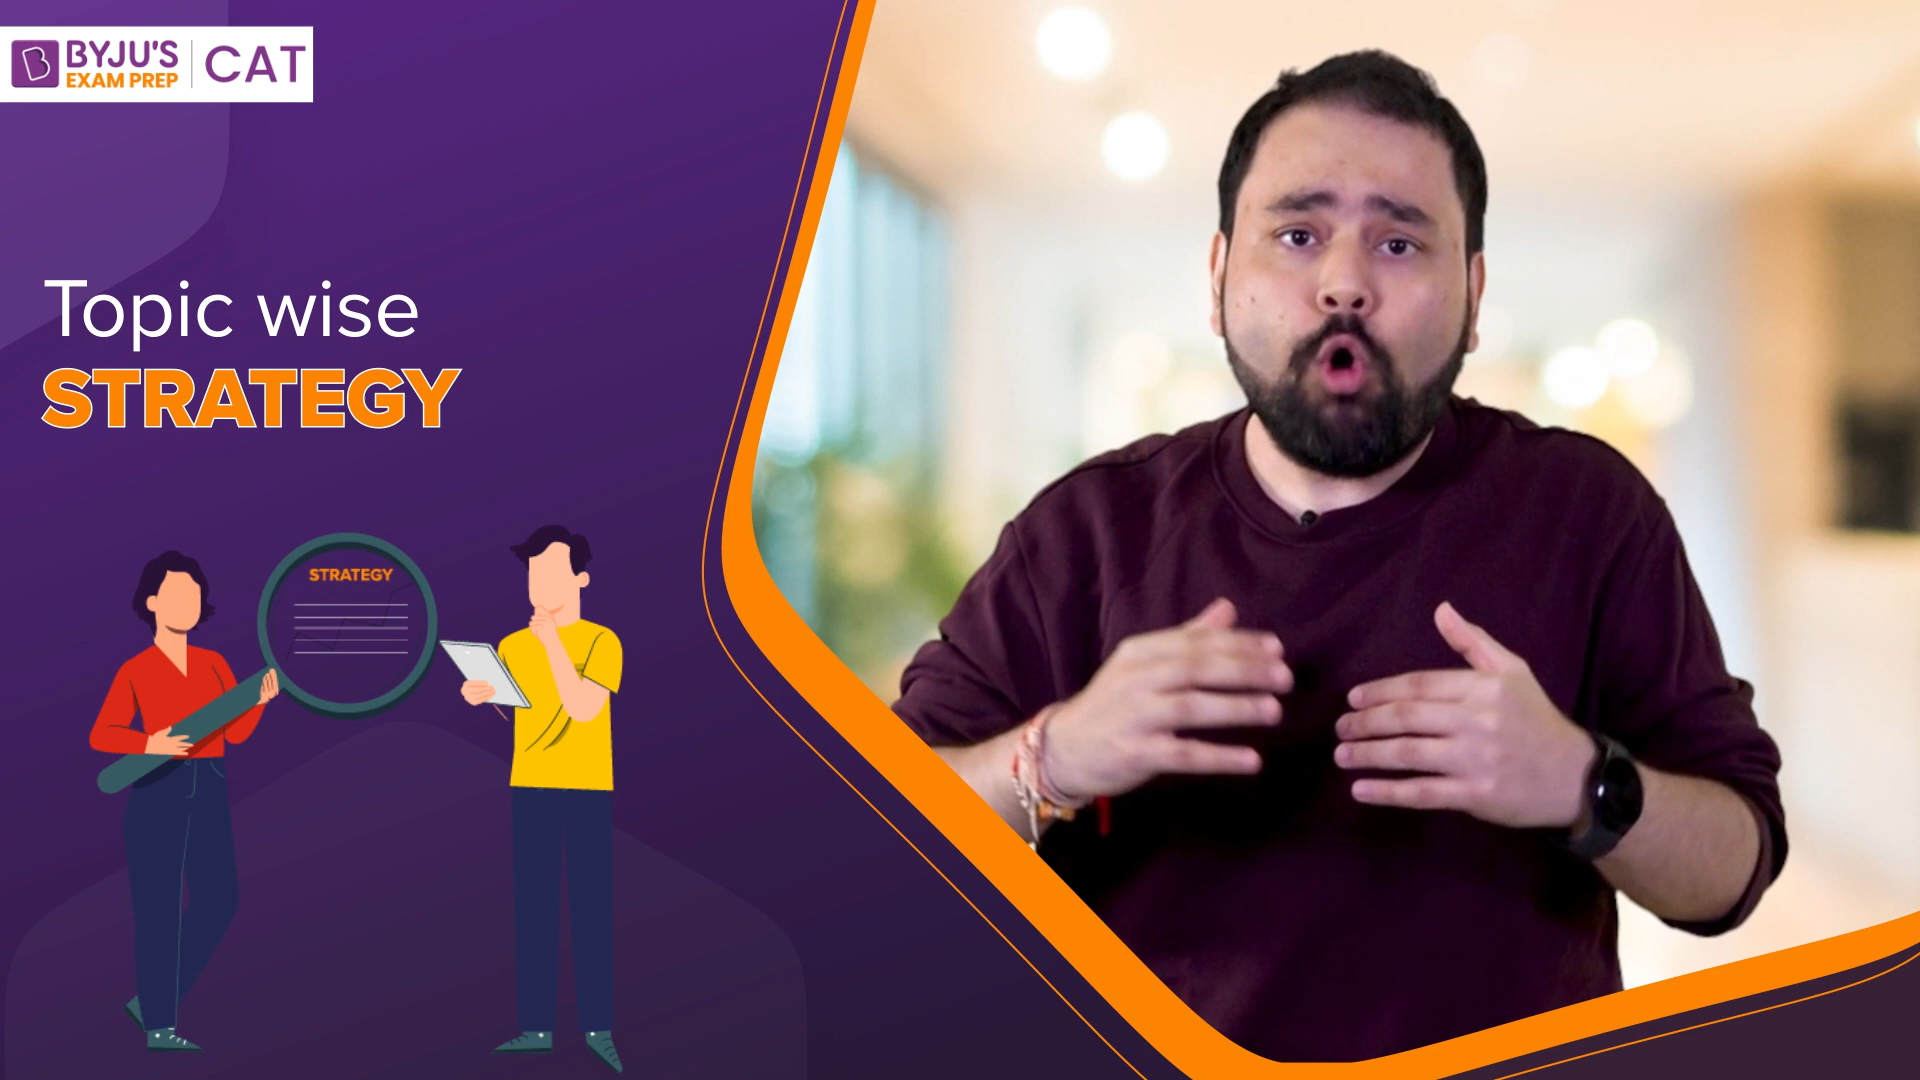 BYJU'S
EXAM PREP
CAT
Topic wise
STRATEGY
STRATEGY